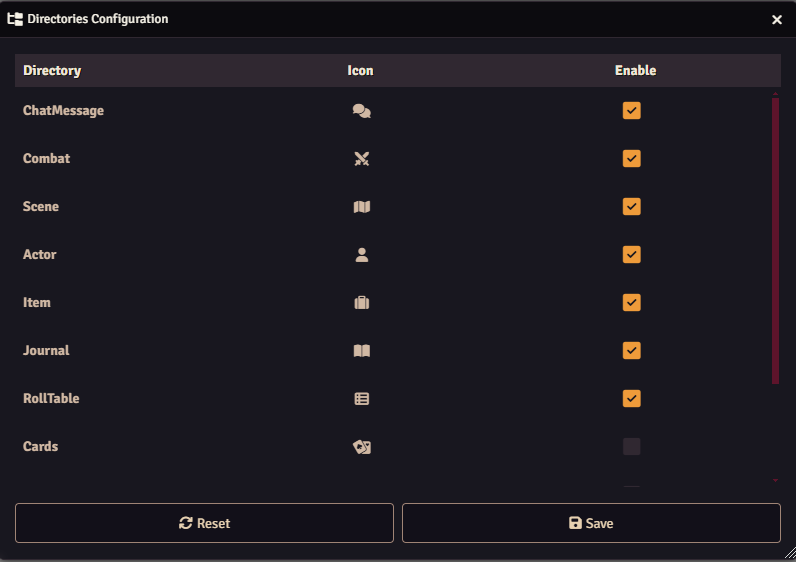 Directories Configuration
Directory Icon Enable
ChatMessage
Combat
Scene
Actor
Item
Journal
RollTable
Cards
Reset Save